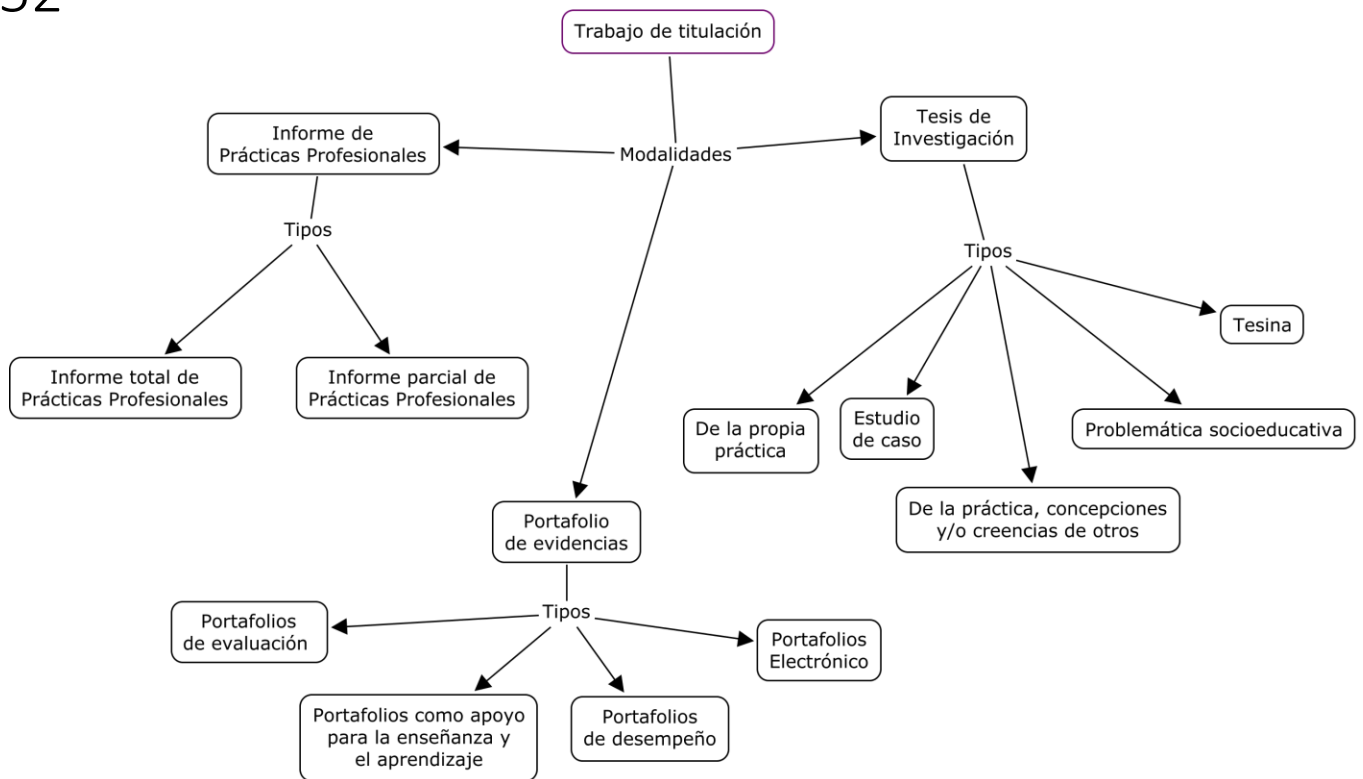 Trabajo de titulación
Informe de
Prácticas Profesionales
Modalidades
Tesis de
Investigación
Tipos
Informe total de
Prácticas Profesionales
Informe parcial de
Prácticas Profesionales
Tipos
Tesina
De la propia
práctica
Estudio
de caso
Problemática socioeducativa
De la práctica, concepciones
y/o creencias de otros
Portafolio
de evidencias
Tipos
Portafolios
de evaluación
Portafolios
Electrónico
Portafolios como apoyo
para la enseñanza y
el aprendizaje
Portafolios
de desempeño